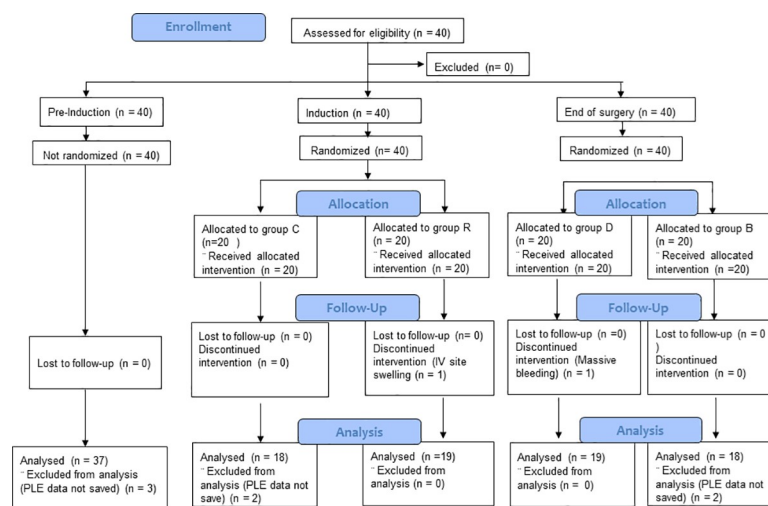 Enrollment
Assessed for eligibility (n = 40)
Excluded (n= 0)
Pre-Induction (n = 40)
Induction (n = 40)
End of surgery (n = 40)
Not randomized (n = 40)
Randomized (n= 40)
Randomized (n = 40)
Allocation
Allocation
Allocated to group C
(n=20 )
¨ Received allocated
intervention (n = 20)
Allocated to group R
(n = 20)
¨ Received allocated
intervention (n = 20)
Allocated to group D
(n = 20)
¨ Received allocated
intervention (n = 20)
Allocated to group B
(n = 20)
¨ Received allocated
intervention (n =20)
Follow-Up
Follow-Up
Lost to follow-up (n = 0)
Lost to follow-up (n = 0)
Discontinued
intervention (n = 0)
Lost to follow-up (n= 0)
Discontinued
intervention (IV site
swelling (n = 1)
Lost to follow-up (n =0)
Discontinued
intervention (Massive
bleeding) (n = 1)
Lost to follow-up (n = 0
)
Discontinued
intervention (n = 0)
Analysis
Analysis
Analysed (n = 37)
¨ Excluded from analysis
(PLE data not saved) (n = 3)
Analysed (n = 18)
¨ Excluded from
analysis (PLE data not
save) (n = 2)
Analysed (n =19)
¨ Excluded from
analysis (n = 0)
Analysed (n = 19)
¨ Excluded from
analysis (n = 0)
Analysed (n = 18)
¨ Excluded from
analysis (PLE data not
saved) (n = 2)